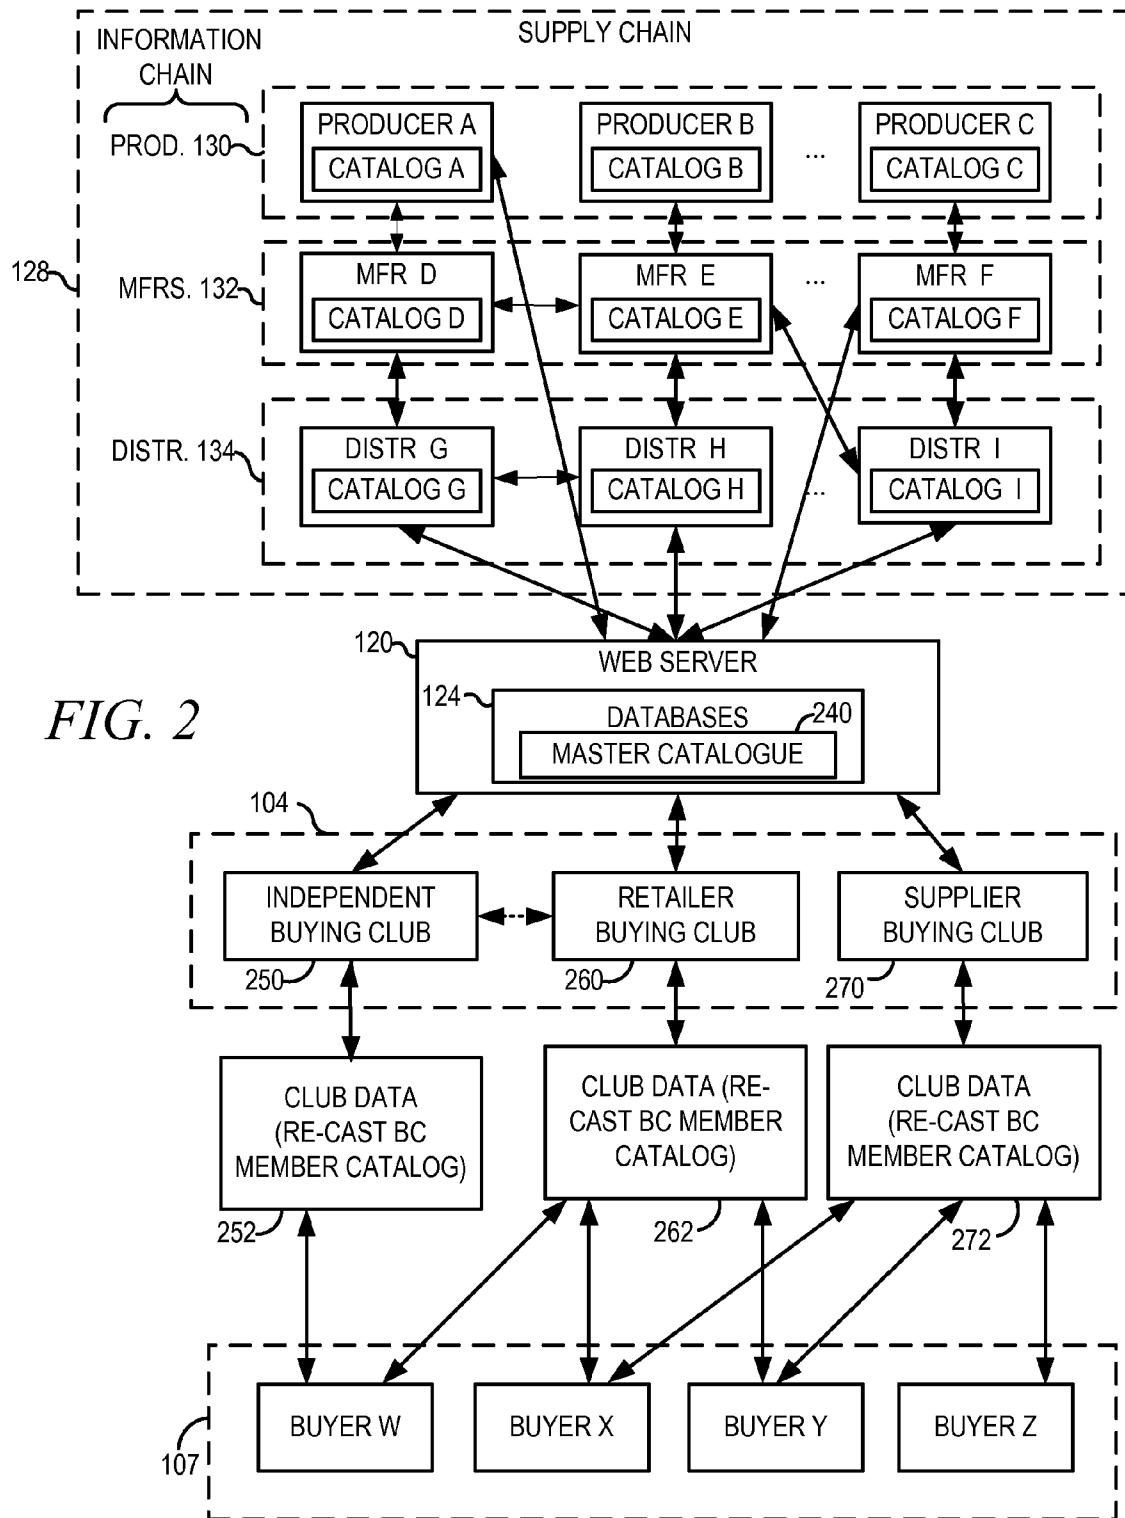 INFORMATION
CHAIN
SUPPLY CHAIN
PROD. 130
PRODUCER A
CATALOG A
PRODUCER B
CATALOG B
...
PRODUCER C
CATALOG C
128
MFRS. 132
MFR D
CATALOG D
MFR E
CATALOG E
...
MFR F
CATALOG F
DISTR. 134
DISTR G
CATALOG G
DISTR H
CATALOG H
...
DISTR I
CATALOG I
120
WEB SERVER
124
DATABASES
240
MASTER CATALOGUE
FIG. 2
104
INDEPENDENT
BUYING CLUB
250
RETAILER
BUYING CLUB
260
SUPPLIER
BUYING CLUB
270
CLUB DATA
(RE-CAST BC
MEMBER CATALOG)
252
CLUB DATA (RE-
CAST BC MEMBER
CATALOG)
262
CLUB DATA
(RE-CAST BC
MEMBER CATALOG)
272
BUYER W
BUYER X
BUYER Y
BUYER Z
107